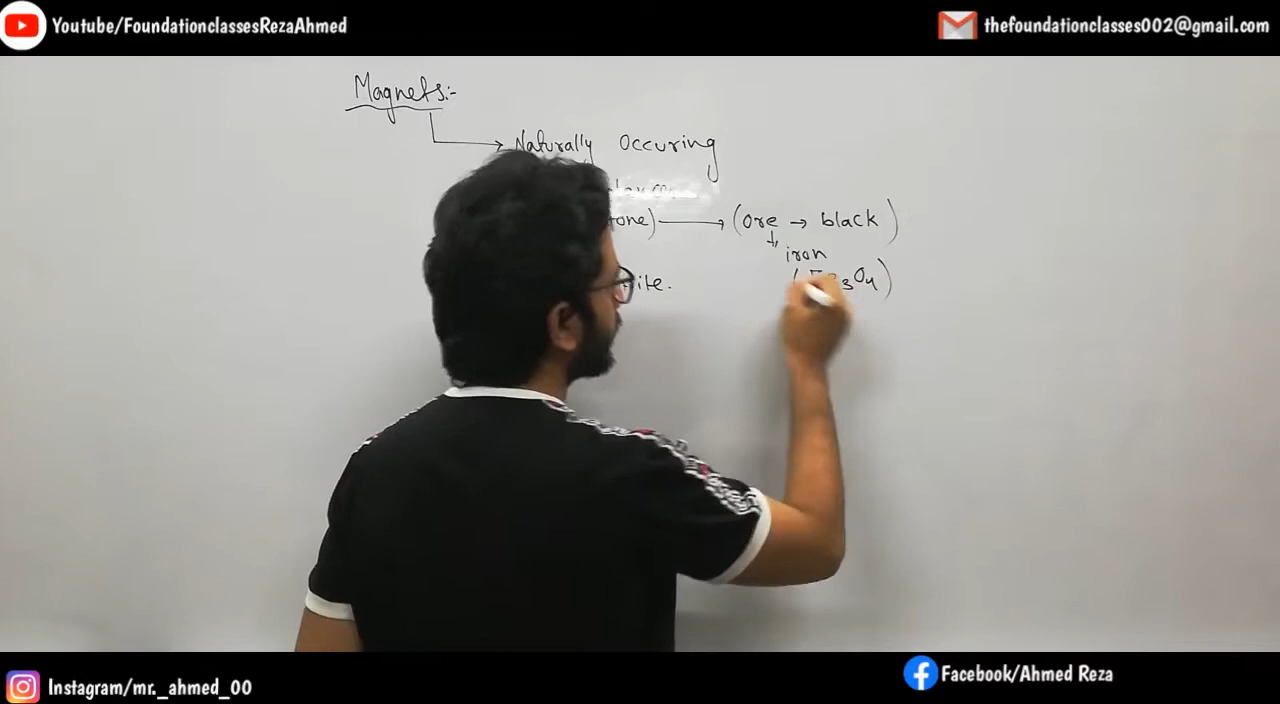 Youtube/FoundationclassesRezaAhmed
thefoundationclasses002@gmail.com
Magnets:-
Naturally Occuring
tone) → (Ore → black)
iron
ite. 3O4)
Instagram/mr._ahmed_00
Facebook/Ahmed Reza